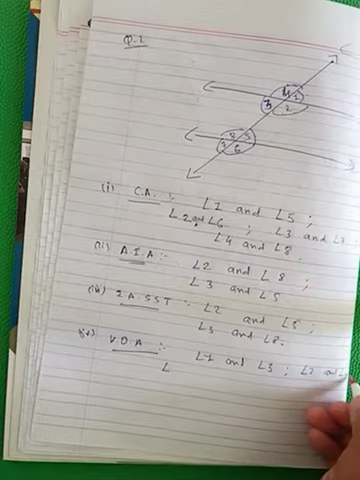 Q.2
4 1
3 2
8 5
7 6
(i) C.A. :- ∠1 and ∠5 ;
∠2 and ∠6 ; ∠3 and ∠7
∠4 and ∠8.
(ii) A.I.A :- ∠2 and ∠8 ;
∠3 and ∠5
(iii) I.A.SST :- ∠2 and ∠5 ;
∠3 and ∠8.
(iv) V.O.A :- ∠1 and ∠3 ; ∠2 and
∠